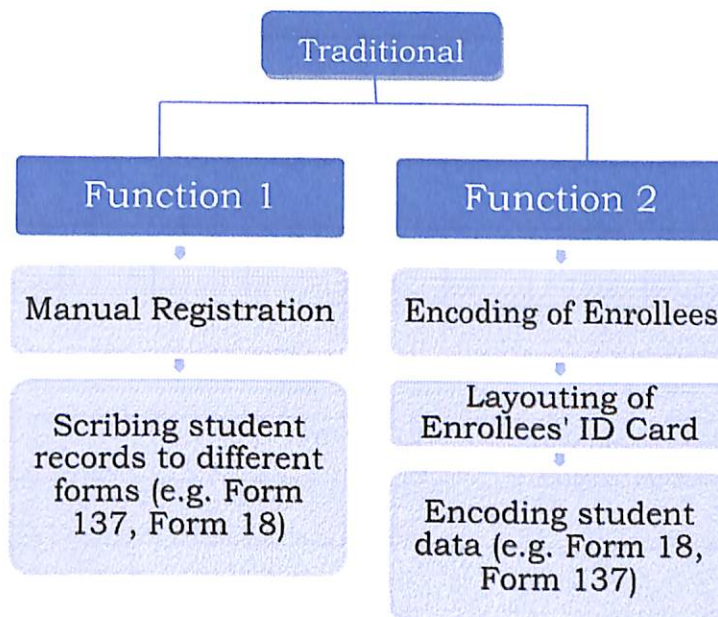 Traditional
Function 1
Manual Registration
Scribing student
records to different
forms (e.g. Form
137, Form 18)
Function 2
Encoding of Enrollees
Layouting of
Enrollees' ID Card
Encoding student
data (e.g. Form 18,
Form 137)